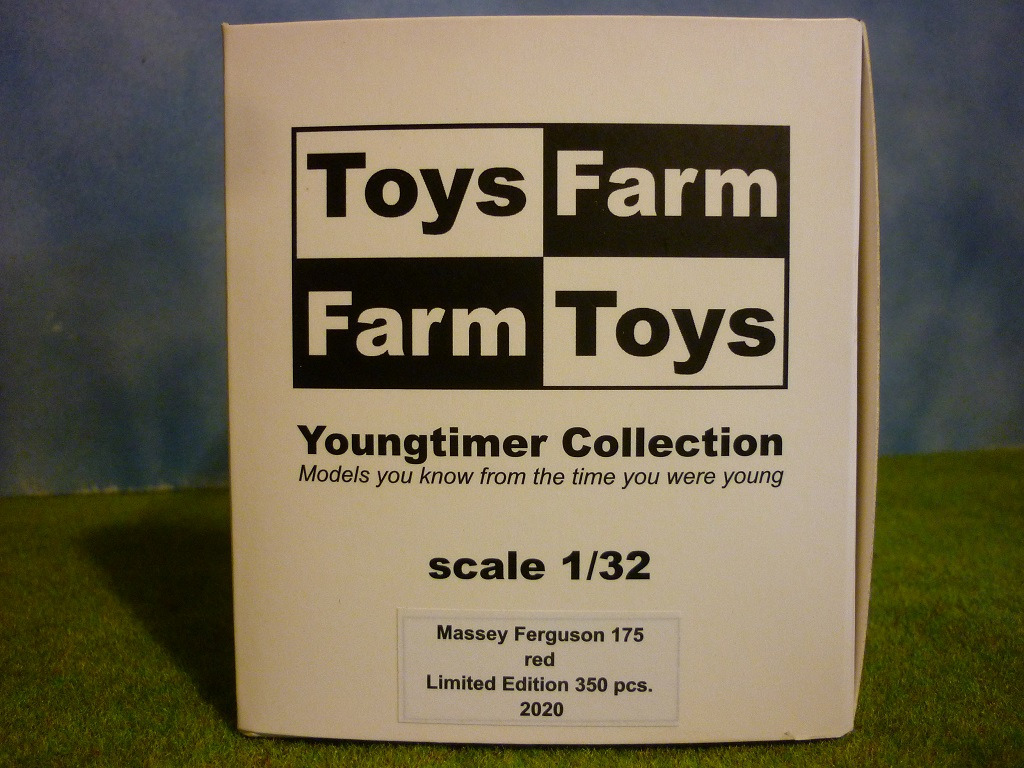 Toys Farm
Farm Toys
Youngtimer Collection
Models you know from the time you were young
scale 1/32
Massey Ferguson 175
red
Limited Edition 350 pcs.
2020